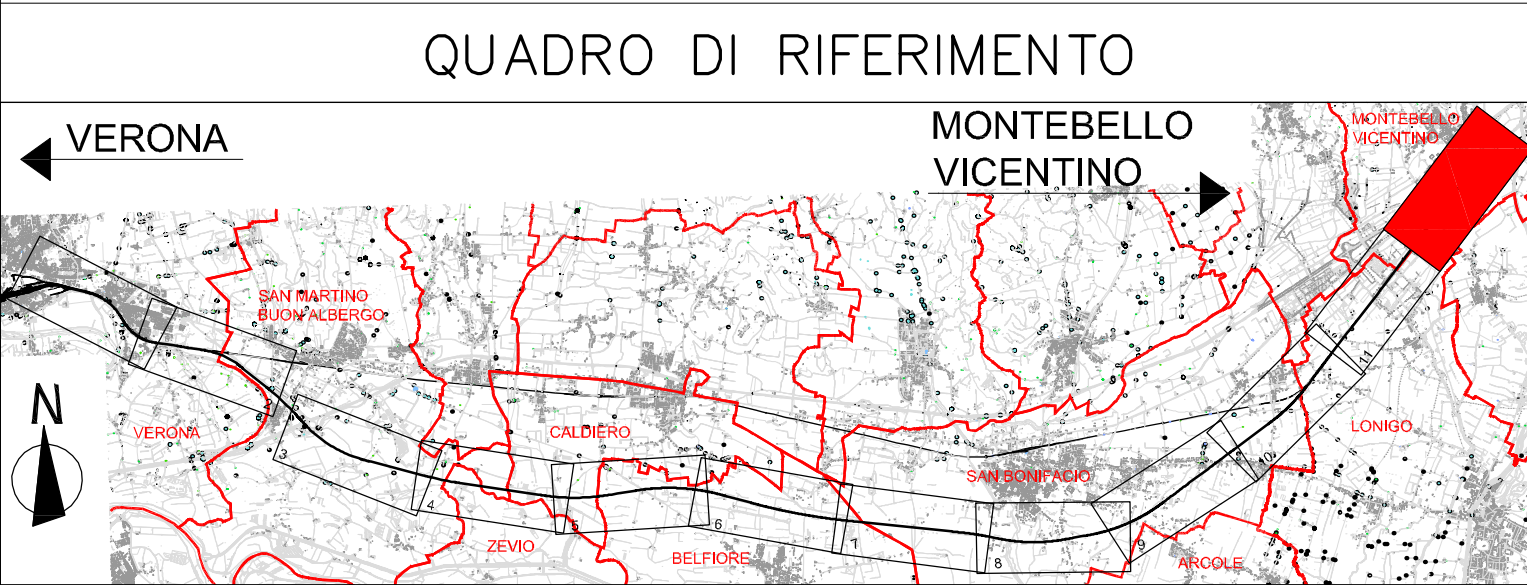 QUADRO DI RIFERIMENTO
VERONA
MONTEBELLO
VICENTINO
MONTEBELLO
VICENTINO
SAN MARTINO
BUON ALBERGO
N
VERONA
CALDIERO
LONIGO
SAN BONIFACIO
ZEVIO
BELFIORE
ARCOLE
2
3
4
5
6
7
8
9
10
11